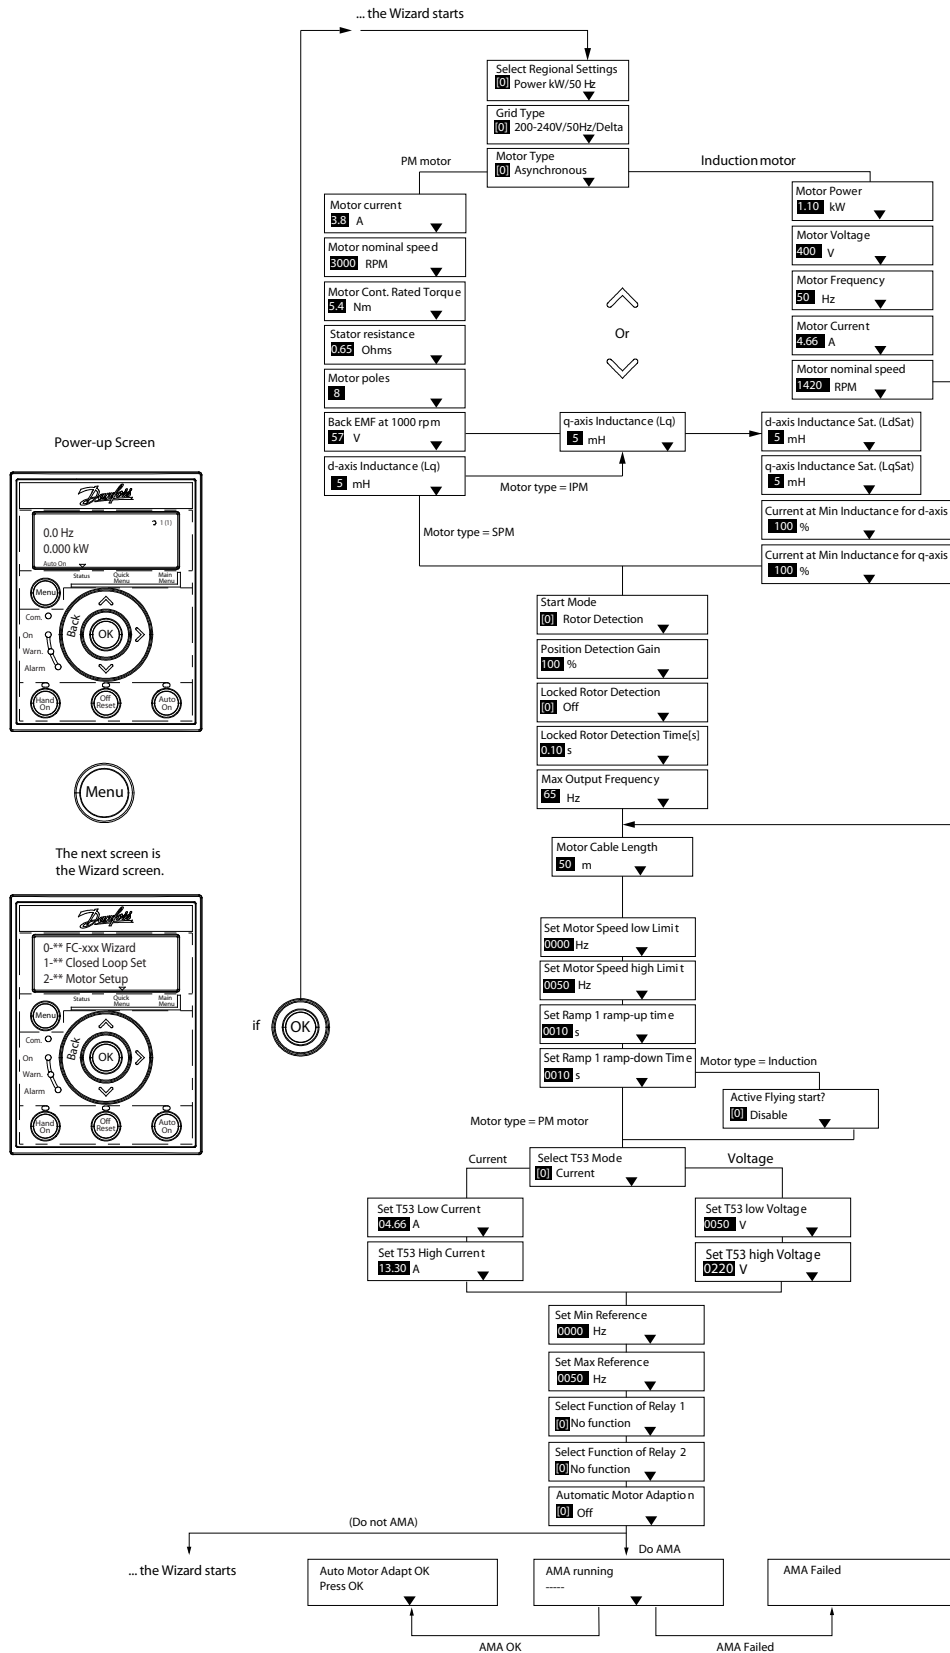 ... the Wizard starts
Select Regional Settings
[0] Power kW/50 Hz
Grid Type
[0] 200-240V/50Hz/Delta
PM motor
Motor Type
[0] Asynchronous
Induction motor
Motor current
3.8 A
Motor nominal speed
3000 RPM
Motor Cont. Rated Torque
5.4 Nm
Stator resistance
0.65 Ohms
Motor poles
8
Back EMF at 1000 rpm
57 V
d-axis Inductance (Lq)
5 mH
Or
Motor Power
1.10 kW
Motor Voltage
400 V
Motor Frequency
50 Hz
Motor Current
4.66 A
Motor nominal speed
1420 RPM
q-axis Inductance (Lq)
5 mH
Motor type = IPM
Motor type = SPM
d-axis Inductance Sat. (LdSat)
5 mH
q-axis Inductance Sat. (LqSat)
5 mH
Current at Min Inductance for d-axis
100 %
Current at Min Inductance for q-axis
100 %
Power-up Screen
Danfoss
1 (1)
0.0 Hz
0.000 kW
Auto On
Status
Quick Menu
Main Menu
Menu
Com.
On
Warn.
Alarm
Back
OK
Hand On
Off Reset
Auto On
Menu
The next screen is
the Wizard screen.
Danfoss
0-** FC-xxx Wizard
1-** Closed Loop Set
2-** Motor Setup
Status
Quick Menu
Main Menu
Menu
Com.
On
Warn.
Alarm
Back
OK
Hand On
Off Reset
Auto On
if
OK
Start Mode
[0] Rotor Detection
Position Detection Gain
100 %
Locked Rotor Detection
[0] Off
Locked Rotor Detection Time[s]
0.10 s
Max Output Frequency
65 Hz
Motor Cable Length
50 m
Set Motor Speed low Limit
0000 Hz
Set Motor Speed high Limit
0050 Hz
Set Ramp 1 ramp-up time
0010 s
Set Ramp 1 ramp-down Time
0010 s
Motor type = Induction
Active Flying start?
[0] Disable
Motor type = PM motor
Current
Select T53 Mode
[0] Current
Voltage
Set T53 Low Current
04.66 A
Set T53 High Current
13.30 A
Set T53 low Voltage
0050 V
Set T53 high Voltage
0220 V
Set Min Reference
0000 Hz
Set Max Reference
0050 Hz
Select Function of Relay 1
[0] No function
Select Function of Relay 2
[0] No function
Automatic Motor Adaption
[0] Off
(Do not AMA)
Do AMA
... the Wizard starts
Auto Motor Adapt OK
Press OK
AMA running
-----
AMA Failed
AMA OK
AMA Failed